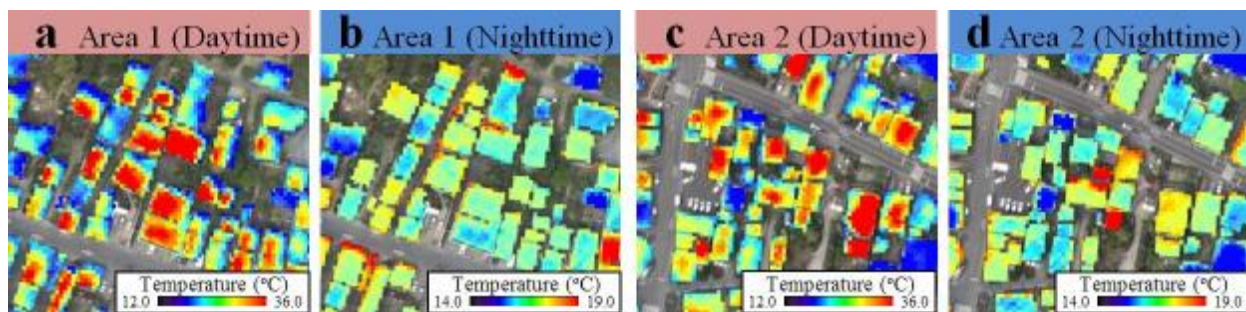 a Area 1 (Daytime)
b Area 1 (Nighttime)
c Area 2 (Daytime)
d Area 2 (Nighttime)
Temperature (°C)
12.0 36.0
Temperature (°C)
14.0 19.0
Temperature (°C)
12.0 36.0
Temperature (°C)
14.0 19.0